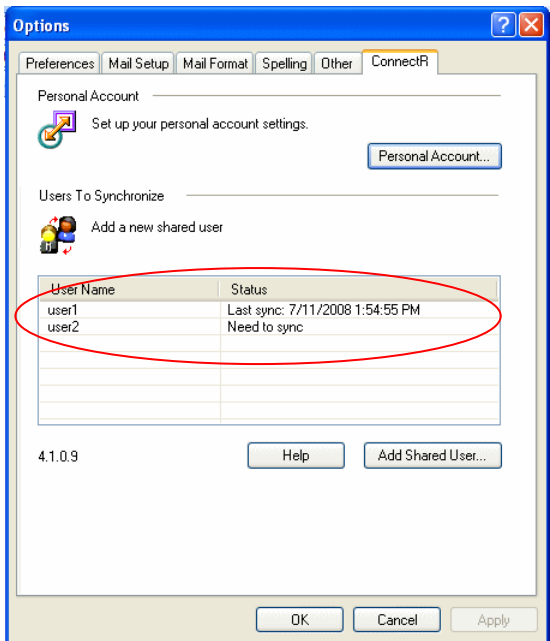 Options
Preferences Mail Setup Mail Format Spelling Other ConnectR
Personal Account
Set up your personal account settings.
Personal Account...
Users To Synchronize
Add a new shared user
User Name Status
user1 Last sync: 7/11/2008 1:54:55 PM
user2 Need to sync
4.1.0.9 Help Add Shared User...
OK Cancel Apply